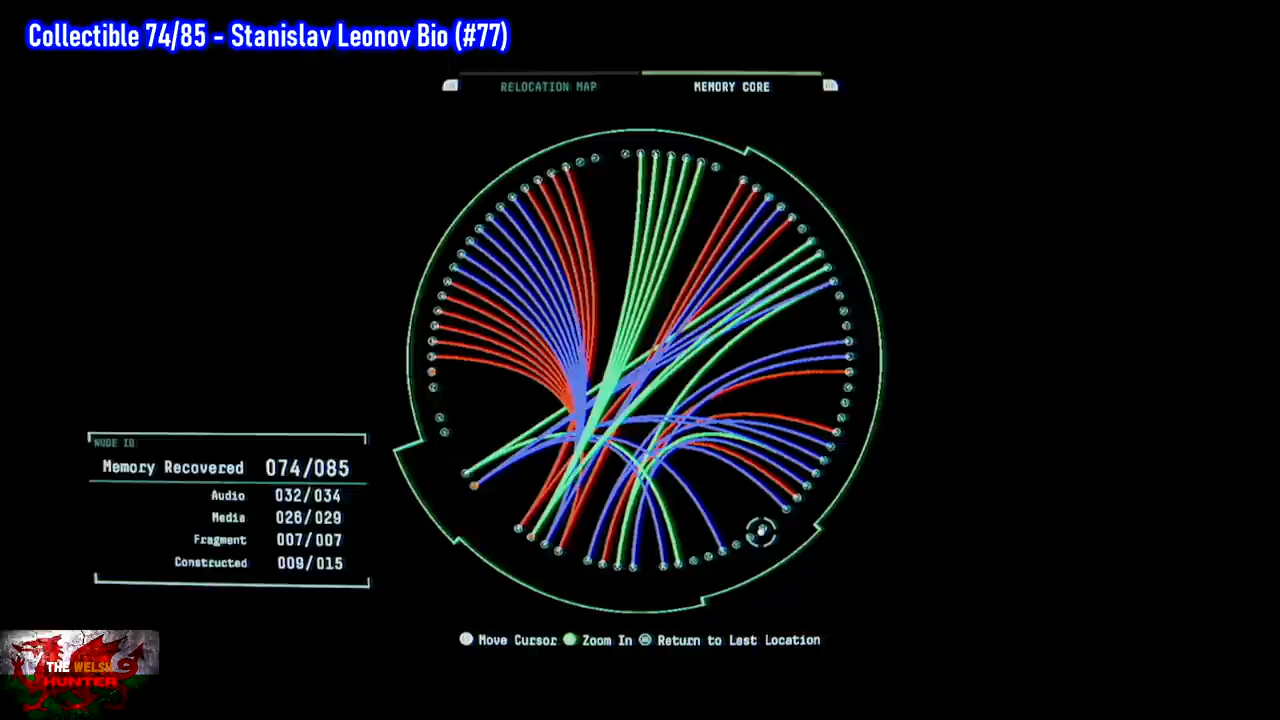 Collectible 74/85 - Stanislav Leonov Bio (#77)
RELOCATION MAP
MEMORY CORE
NODE ID:
Memory Recovered 074/085
Audio 032/034
Media 026/029
Fragment 007/007
Constructed 009/015
Move Cursor Zoom In Return to Last Location
THE WELSH
HUNTER